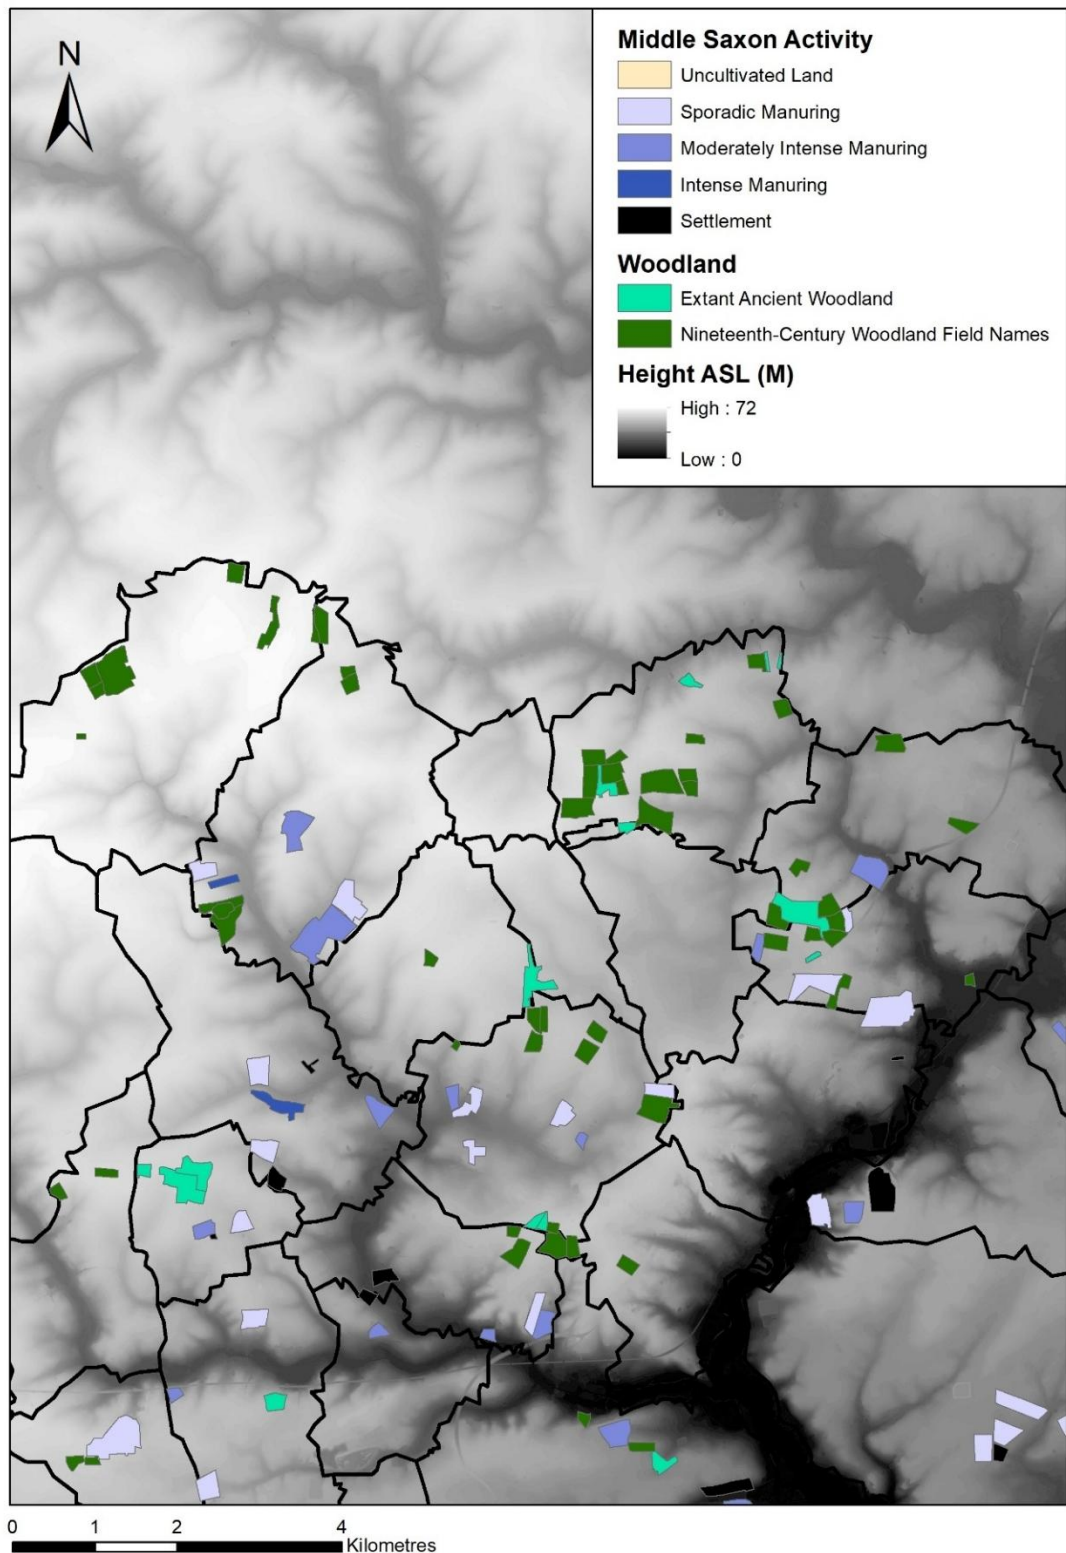 N
Middle Saxon Activity
Uncultivated Land
Sporadic Manuring
Moderately Intense Manuring
Intense Manuring
Settlement
Woodland
Extant Ancient Woodland
Nineteenth-Century Woodland Field Names
Height ASL (M)
High : 72
Low : 0
0 1 2 4
Kilometres